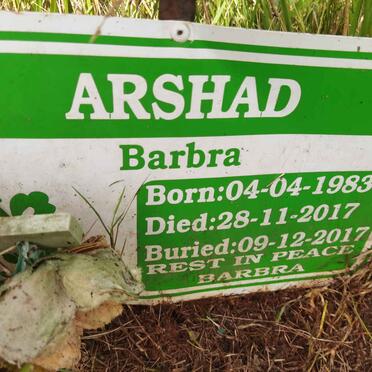 ARSHAD
Barbra
Born:04-04-1983
Died:28-11-2017
Buried:09-12-2017
REST IN PEACE
BARBRA